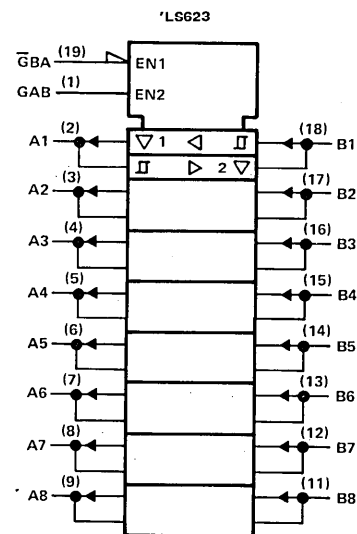 'LS623
G̅BA (19) EN1
GAB (1) EN2
A1 (2) ▽ 1 ◁ (18) B1
▷ 2 ▽
A2 (3) (17) B2
A3 (4) (16) B3
A4 (5) (15) B4
A5 (6) (14) B5
A6 (7) (13) B6
A7 (8) (12) B7
A8 (9) (11) B8